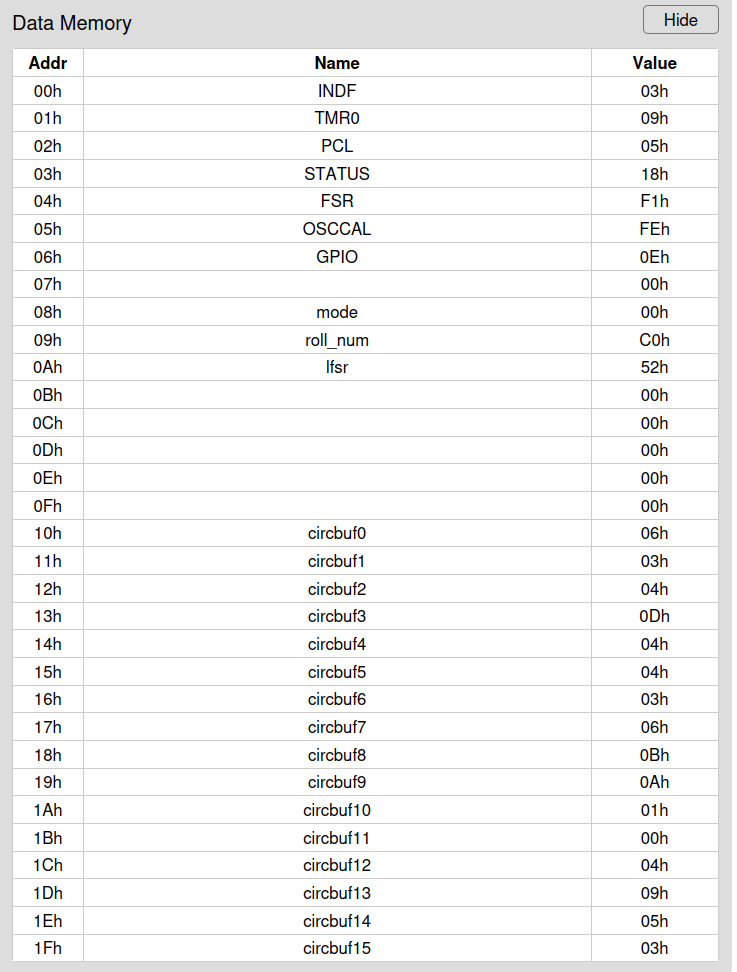 Data Memory
Hide
Addr Name Value
00h INDF 03h
01h TMR0 09h
02h PCL 05h
03h STATUS 18h
04h FSR F1h
05h OSCCAL FEh
06h GPIO 0Eh
07h 00h
08h mode 00h
09h roll_num C0h
0Ah lfsr 52h
0Bh 00h
0Ch 00h
0Dh 00h
0Eh 00h
0Fh 00h
10h circbuf0 06h
11h circbuf1 03h
12h circbuf2 04h
13h circbuf3 0Dh
14h circbuf4 04h
15h circbuf5 04h
16h circbuf6 03h
17h circbuf7 06h
18h circbuf8 0Bh
19h circbuf9 0Ah
1Ah circbuf10 01h
1Bh circbuf11 00h
1Ch circbuf12 04h
1Dh circbuf13 09h
1Eh circbuf14 05h
1Fh circbuf15 03h